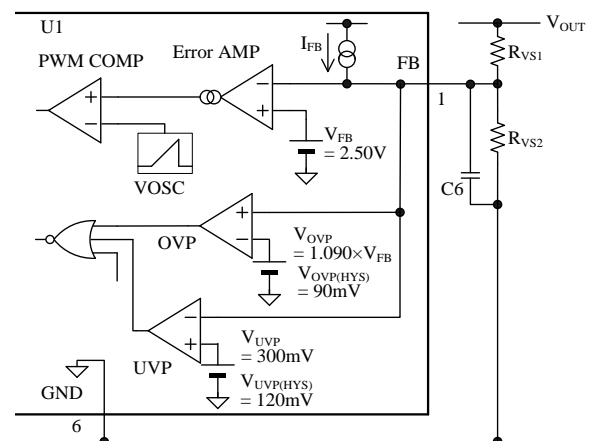 U1
V_OUT
Error AMP
I_FB
R_VS1
PWM COMP
FB
+
−
−
+
1
V_FB
= 2.50V
R_VS2
VOSC
C6
+
−
OVP
V_OVP
= 1.090×V_FB
V_OVP(HYS)
= 90mV
−
+
UVP
V_UVP
= 300mV
V_UVP(HYS)
= 120mV
GND
6